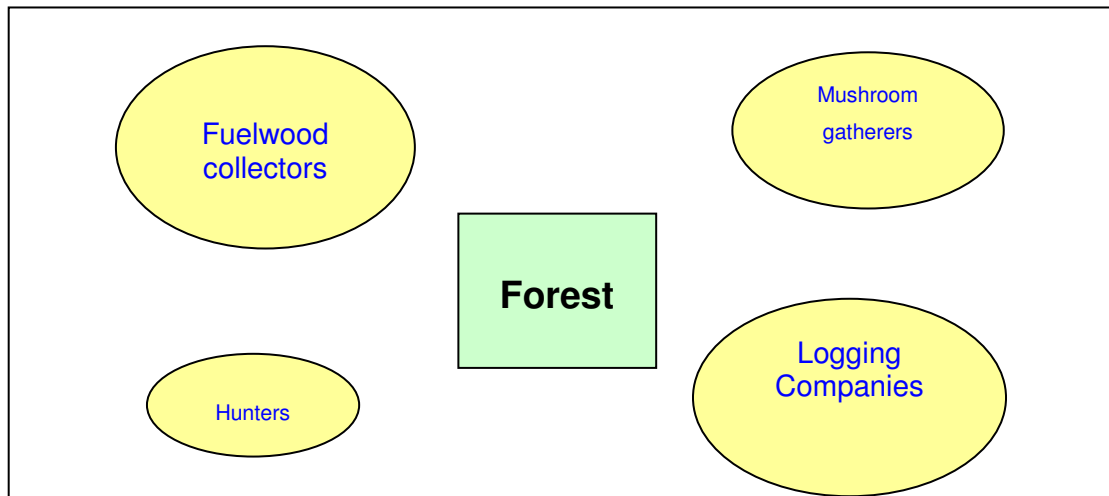 Fuelwood
collectors
Mushroom
gatherers
Forest
Hunters
Logging
Companies